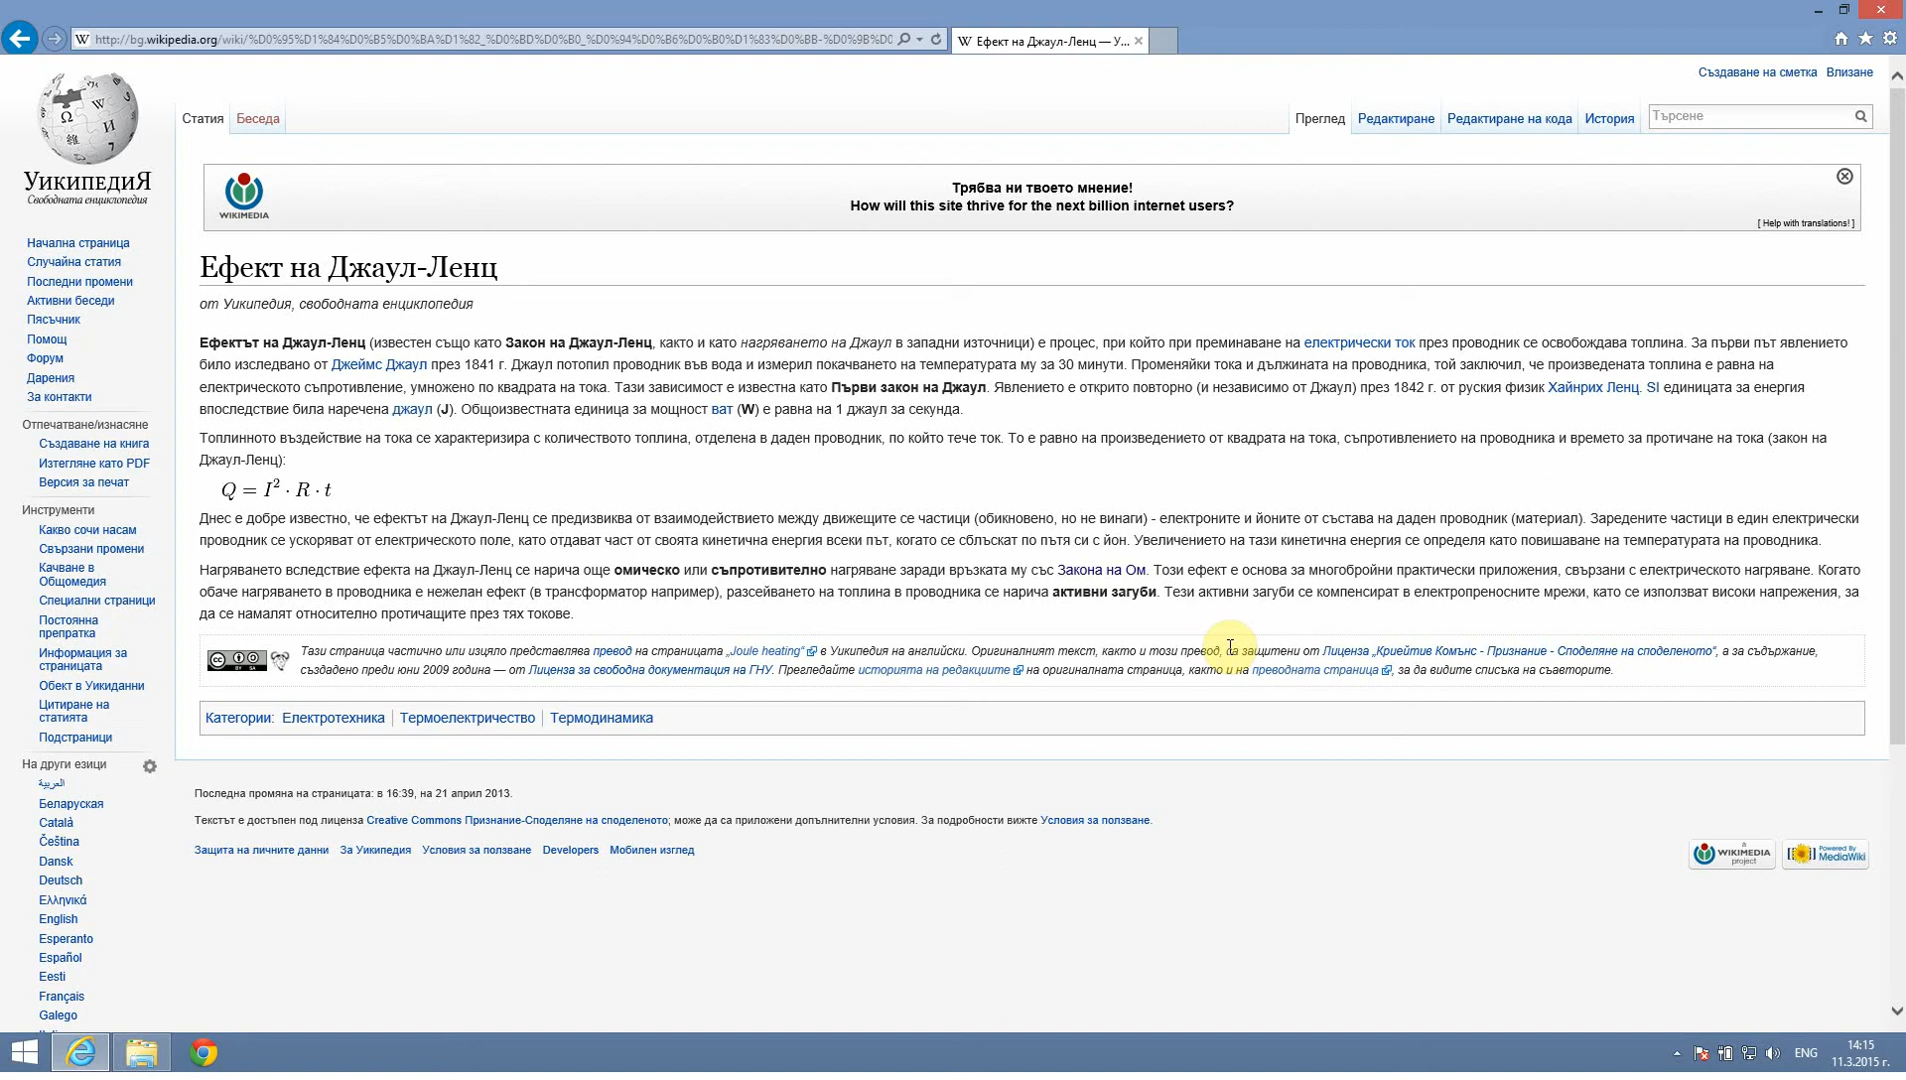 http://bg.wikipedia.org/wiki/%D0%95%D1%84%D0%B5%D0%BA%D1%82_%D0%BD%D0%B0_%D0%94%D0%B6%D0%B0%D1%83%D0%BB-%D0%9B%D0
Ефект на Джаул-Ленц — У...
Създаване на сметка Влизане
Статия Беседа
Преглед Редактиране Редактиране на кода История Търсене
УикипедиЯ
Свободната енциклопедия
WIKIMEDIA
Трябва ни твоето мнение!
How will this site thrive for the next billion internet users?
[ Help with translations! ]
Ефект на Джаул-Ленц
от Уикипедия, свободната енциклопедия
Ефектът на Джаул-Ленц (известен също като Закон на Джаул-Ленц, както и като нагряването на Джаул в западни източници) е процес, при който при преминаване на електрически ток през проводник се освобождава топлина. За първи път явлението
било изследвано от Джеймс Джаул през 1841 г. Джаул потопил проводник във вода и измерил покачването на температурата му за 30 минути. Променяйки тока и дължината на проводника, той заключил, че произведената топлина е равна на
електрическото съпротивление, умножено по квадрата на тока. Тази зависимост е известна като Първи закон на Джаул. Явлението е открито повторно (и независимо от Джаул) през 1842 г. от руския физик Хайнрих Ленц. SI единицата за енергия
впоследствие била наречена джаул (J). Общоизвестната единица за мощност ват (W) е равна на 1 джаул за секунда.
Топлинното въздействие на тока се характеризира с количеството топлина, отделена в даден проводник, по който тече ток. То е равно на произведението от квадрата на тока, съпротивлението на проводника и времето за протичане на тока (закон на
Джаул-Ленц):
Q = I² · R · t
Днес е добре известно, че ефектът на Джаул-Ленц се предизвиква от взаимодействието между движещите се частици (обикновено, но не винаги) - електроните и йоните от състава на даден проводник (материал). Заредените частици в един електрически
проводник се ускоряват от електрическото поле, като отдават част от своята кинетична енергия всеки път, когато се сблъскат по пътя си с йон. Увеличението на тази кинетична енергия се определя като повишаване на температурата на проводника.
Нагряването вследствие ефекта на Джаул-Ленц се нарича още омическо или съпротивително нагряване заради връзката му със Закона на Ом. Този ефект е основа за многобройни практически приложения, свързани с електрическото нагряване. Когато
обаче нагряването в проводника е нежелан ефект (в трансформатор например), разсейването на топлина в проводника се нарича активни загуби. Тези активни загуби се компенсират в електропреносните мрежи, като се използват високи напрежения, за
да се намалят относително протичащите през тях токове.
Тази страница частично или изцяло представлява превод на страницата „Joule heating“ в Уикипедия на английски. Оригиналният текст, както и този превод, са защитени от Лиценза „Криейтив Комънс - Признание - Споделяне на споделеното“, а за съдържание,
създадено преди юни 2009 година — от Лиценза за свободна документация на ГНУ. Прегледайте историята на редакциите на оригиналната страница, както и на преводната страница, за да видите списъка на съавторите.
Категории: Електротехника Термоелектричество Термодинамика
Последна промяна на страницата: в 16:39, на 21 април 2013.
Текстът е достъпен под лиценза Creative Commons Признание-Споделяне на споделеното; може да са приложени допълнителни условия. За подробности вижте Условия за ползване.
Защита на личните данни За Уикипедия Условия за ползване Developers Мобилен изглед
a WIKIMEDIA project
Powered By MediaWiki
Начална страница
Случайна статия
Последни промени
Активни беседи
Пясъчник
Помощ
Форум
Дарения
За контакти
Отпечатване/изнасяне
Създаване на книга
Изтегляне като PDF
Версия за печат
Инструменти
Какво сочи насам
Свързани промени
Качване в
Общомедия
Специални страници
Постоянна
препратка
Информация за
страницата
Обект в Уикиданни
Цитиране на
статията
Подстраници
На други езици
العربية
Беларуская
Català
Čeština
Dansk
Deutsch
Ελληνικά
English
Esperanto
Español
Eesti
Français
Galego
ENG
14:15
11.3.2015 г.